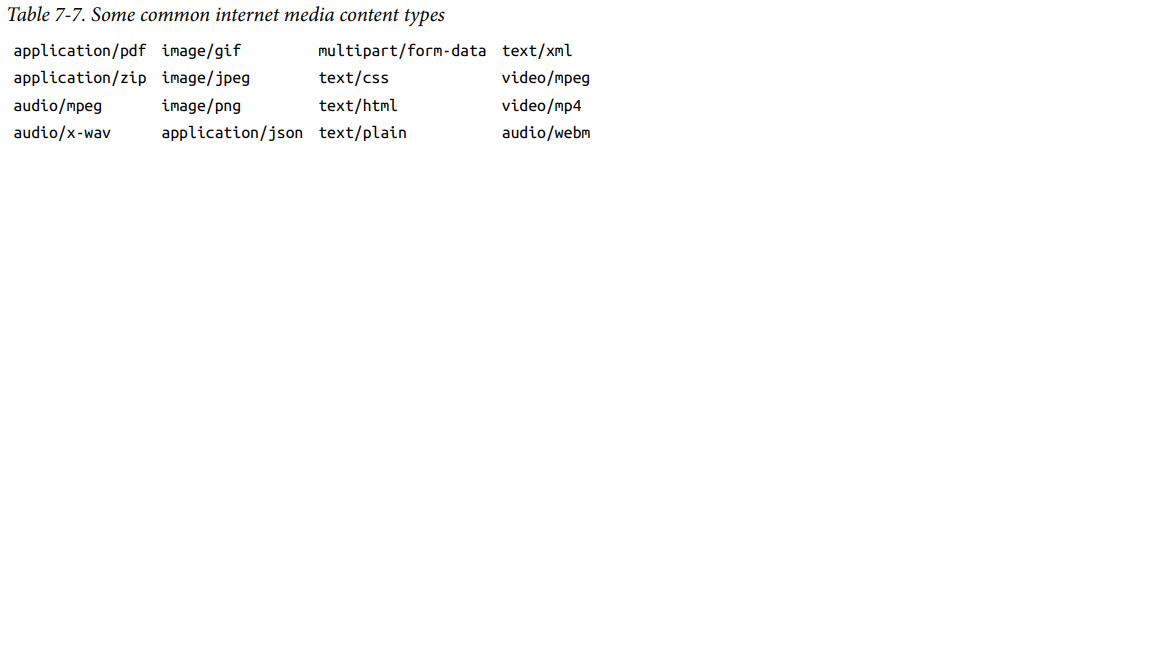 Table 7-7. Some common internet media content types
application/pdf image/gif multipart/form-data text/xml
application/zip image/jpeg text/css video/mpeg
audio/mpeg image/png text/html video/mp4
audio/x-wav application/json text/plain audio/webm